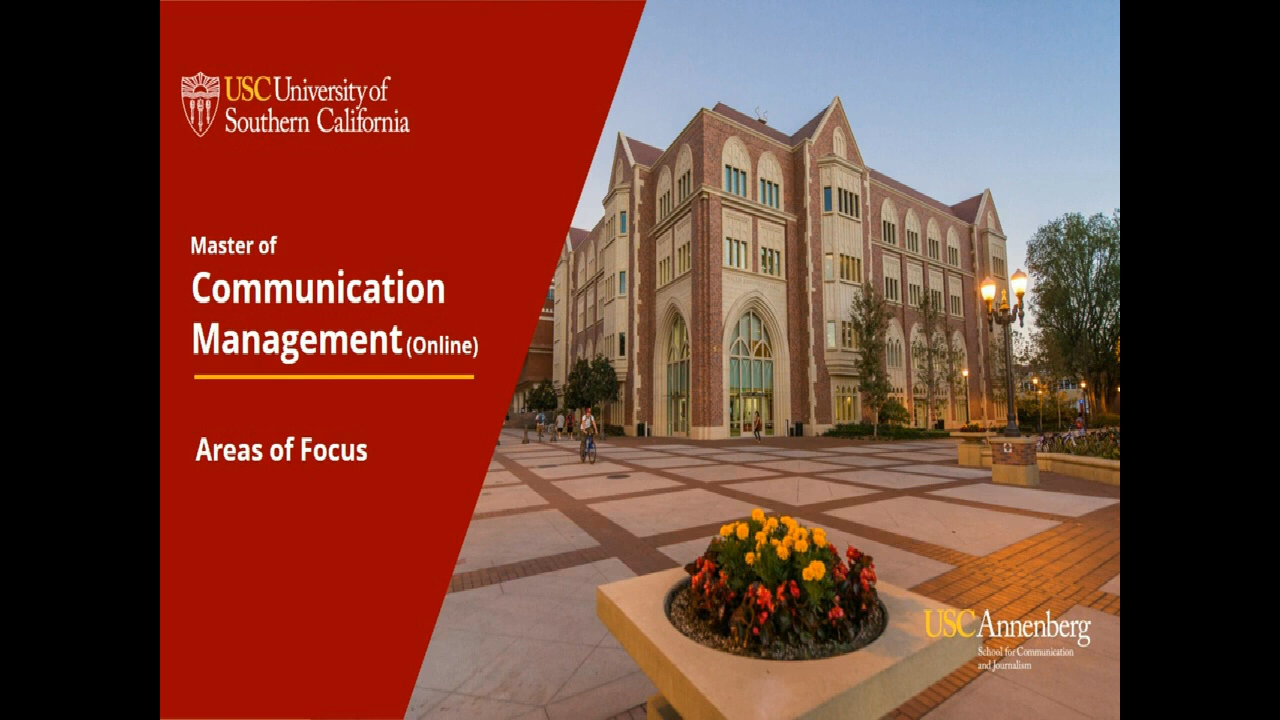 USC University of
Southern California
Master of
Communication
Management (Online)
Areas of Focus
USC Annenberg
School for Communication
and Journalism